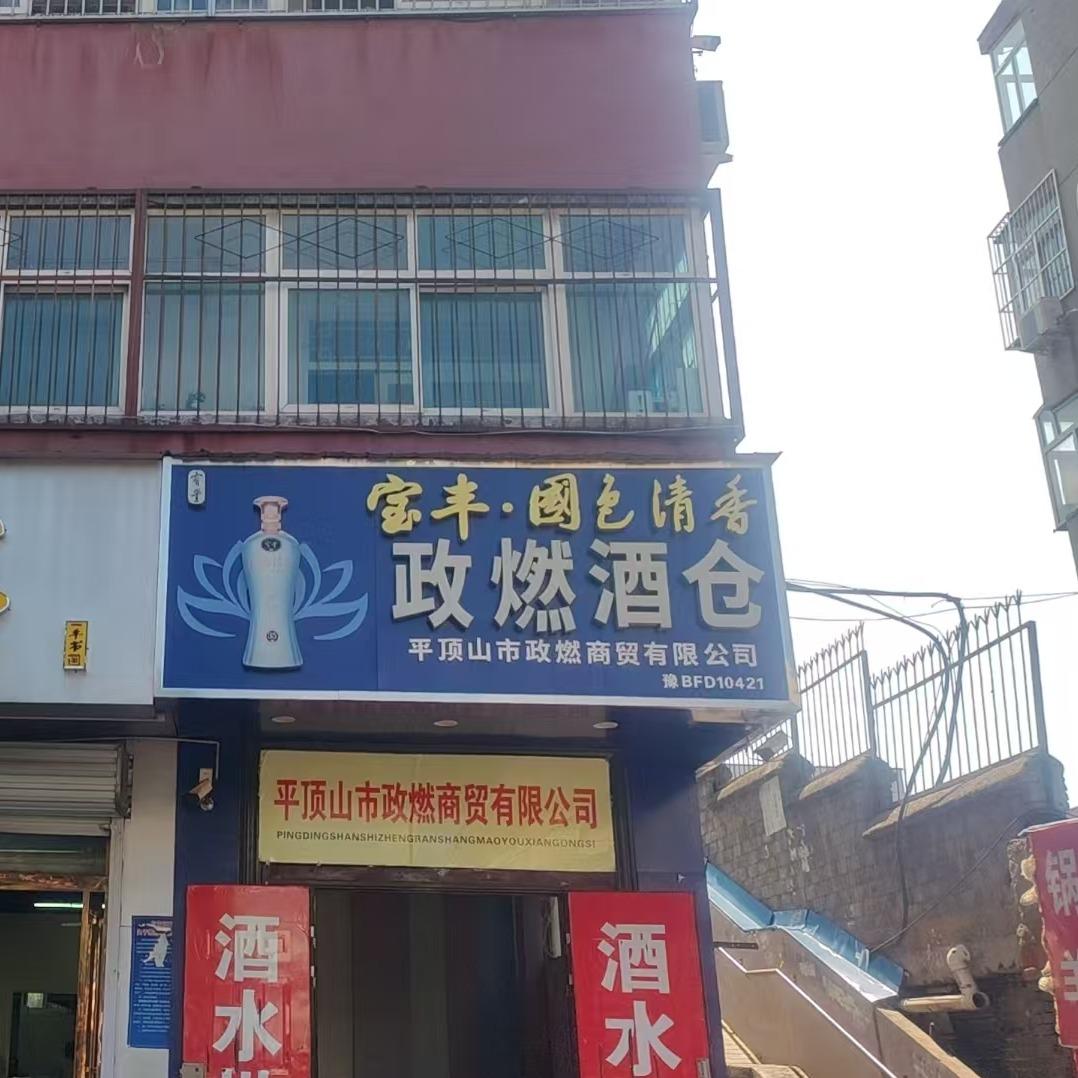 宝丰·國色清香
政燃酒仓
平顶山市政燃商贸有限公司
豫BFD10421
平顶山市政燃商贸有限公司
PINGDINGSHANSHIZHENGRANSHANGMAOYOUXIANGONGSI
酒水
酒水
锅